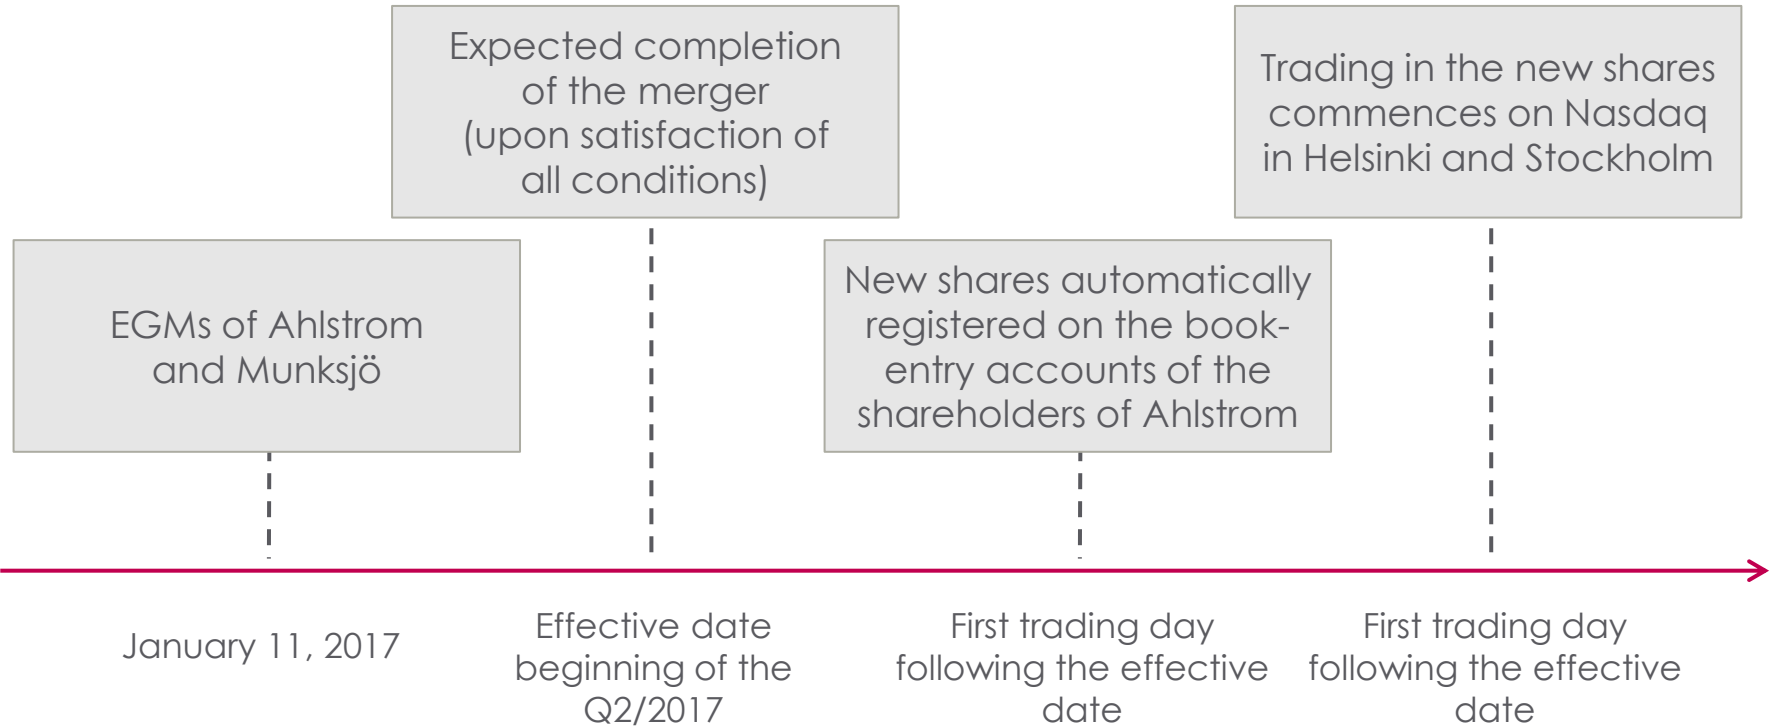 Expected completion
of the merger
(upon satisfaction of
all conditions)
Trading in the new shares
commences on Nasdaq
in Helsinki and Stockholm
EGMs of Ahlstrom
and Munksjö
New shares automatically
registered on the book-
entry accounts of the
shareholders of Ahlstrom
January 11, 2017
Effective date
beginning of the
Q2/2017
First trading day
following the effective
date
First trading day
following the effective
date